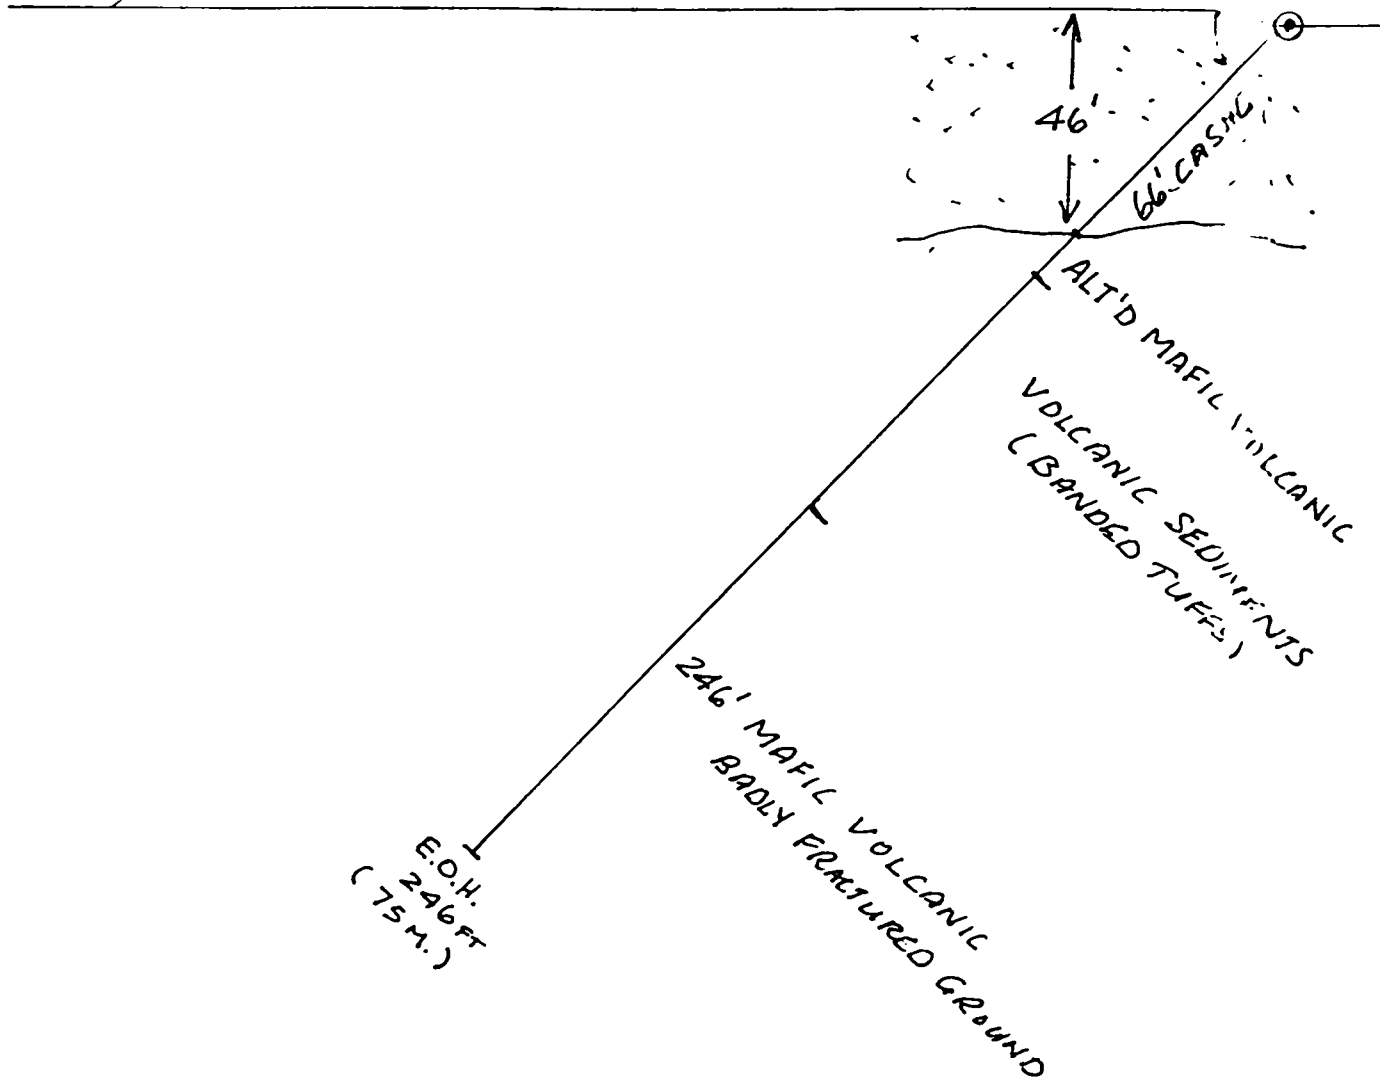 46'
66' CASING
ALT'D MAFIC VOLCANIC
VOLCANIC SEDIMENTS
(BANDED TUFFS)
246' MAFIC VOLCANIC
BADLY FRACTURED GROUND
E.O.H.
246 FT
(75 M.)